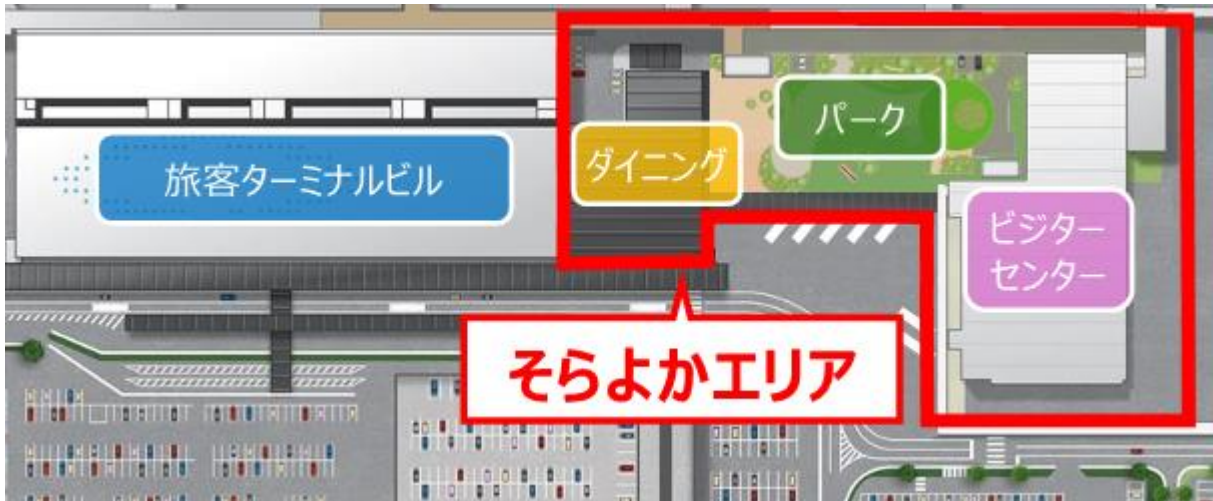 旅客ターミナルビル
ダイニング
パーク
ビジター
センター
そらよかエリア